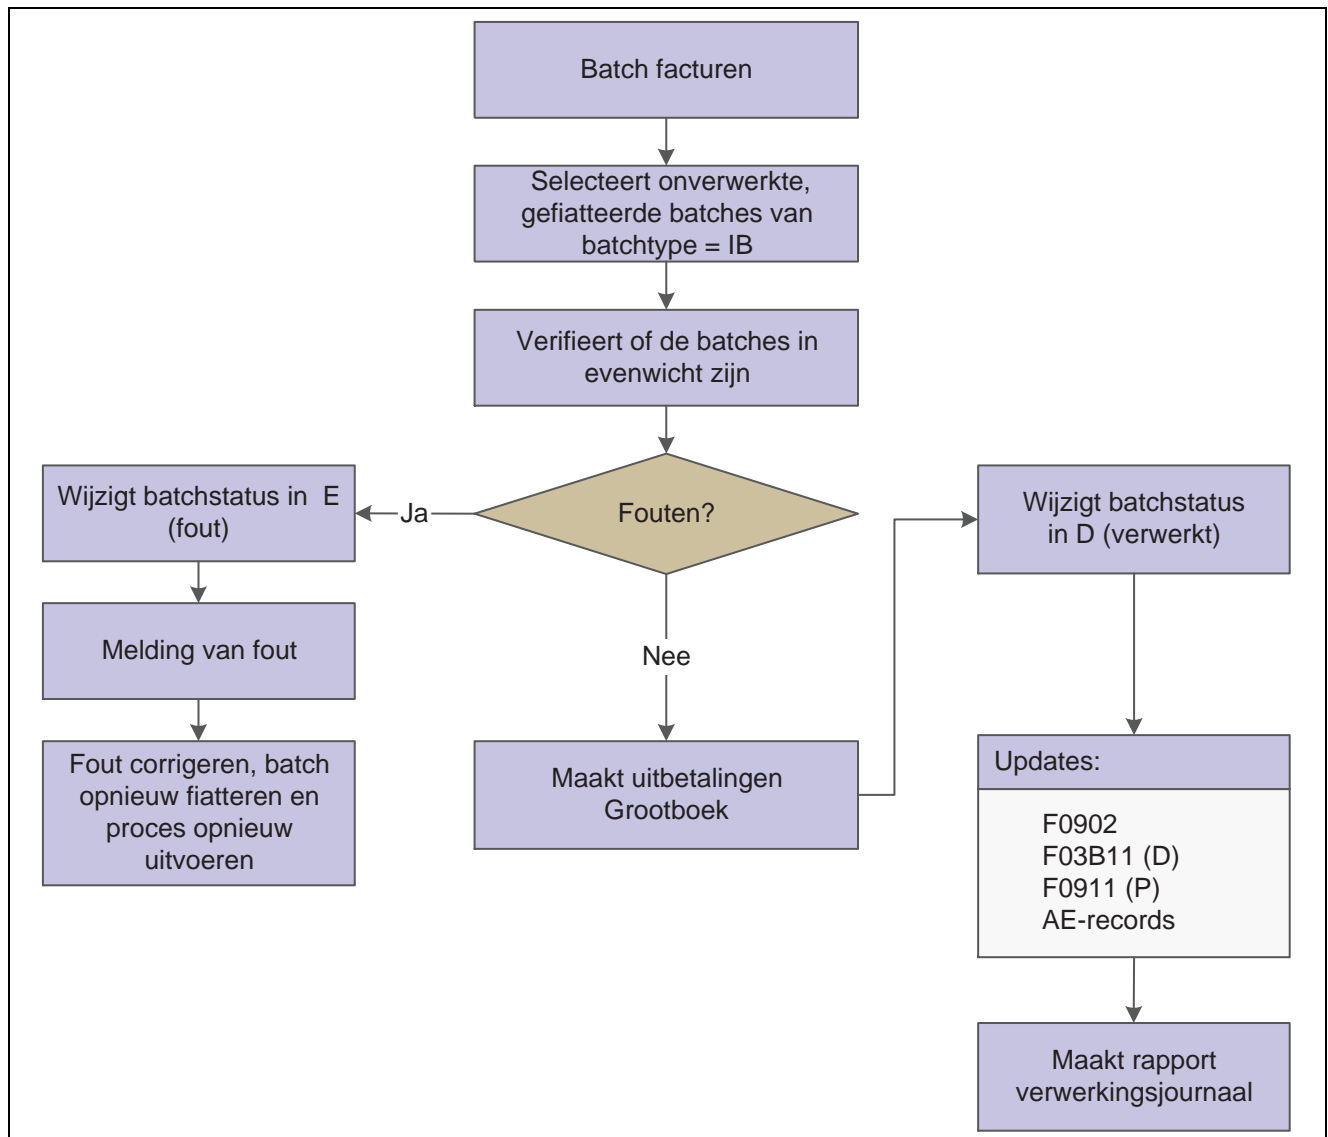 Batch facturen
Selecteert onverwerkte,
gefiatteerde batches van
batchtype = IB
Verifieert of de batches in
evenwicht zijn
Fouten?
Ja
Wijzigt batchstatus in  E
(fout)
Melding van fout
Fout corrigeren, batch
opnieuw fiatteren en
proces opnieuw
uitvoeren
Nee
Maakt uitbetalingen
Grootboek
Wijzigt batchstatus
in D (verwerkt)
Updates:
F0902
F03B11 (D)
F0911 (P)
AE-records
Maakt rapport
verwerkingsjournaal